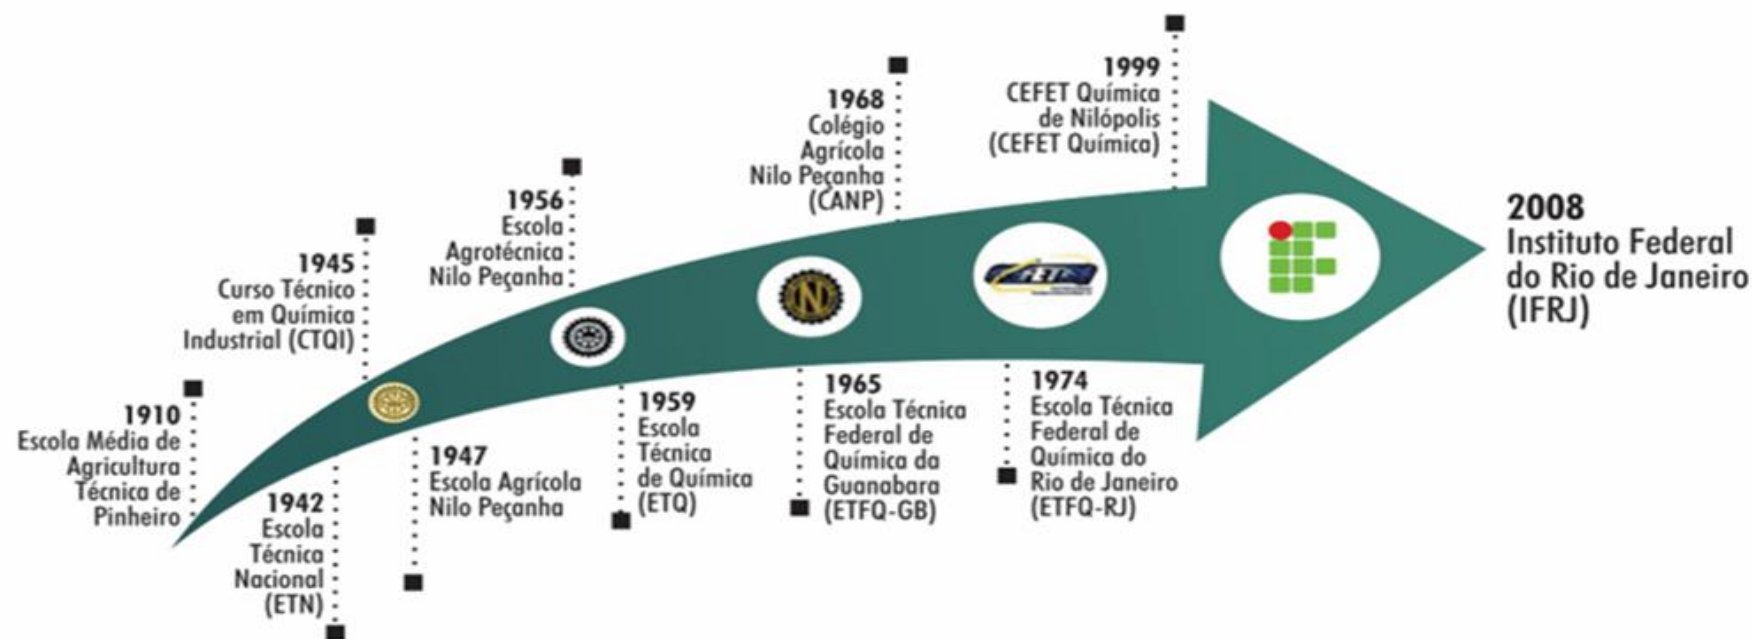 1910
Escola Média de
Agricultura
Técnica de
Pinheiro
1942
Escola
Técnica
Nacional
(ETN)
1945
Curso Técnico
em Química
Industrial (CTQI)
1947
Escola Agrícola
Nilo Peçanha
1956
Escola
Agrotécnica
Nilo Peçanha
1959
Escola
Técnica
de Química
(ETQ)
1965
Escola Técnica
Federal de
Química da
Guanabara
(ETFQ-GB)
1968
Colégio
Agrícola
Nilo Peçanha
(CANP)
1974
Escola Técnica
Federal de
Química do
Rio de Janeiro
(ETFQ-RJ)
1999
CEFET Química
de Nilópolis
(CEFET Química)
2008
Instituto Federal
do Rio de Janeiro
(IFRJ)